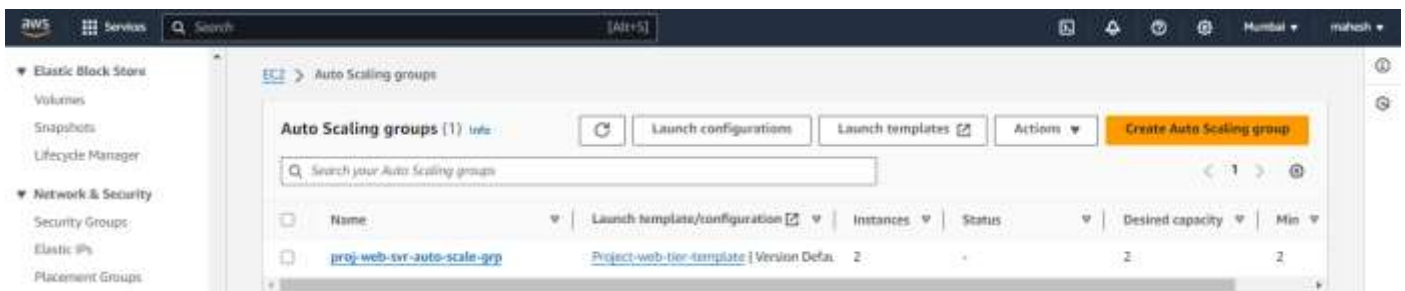 aws Services Search [Alt+S] Mumbai mahesh
Elastic Block Store
Volumes
Snapshots
Lifecycle Manager
Network & Security
Security Groups
Elastic IPs
Placement Groups
EC2 > Auto Scaling groups
Auto Scaling groups (1) Info Launch configurations Launch templates Actions Create Auto Scaling group
Search your Auto Scaling groups
< 1 >
Name Launch template/configuration Instances Status Desired capacity Min
proj-web-svr-auto-scale-grp Project-web-tier-template | Version Defau 2 - 2 2